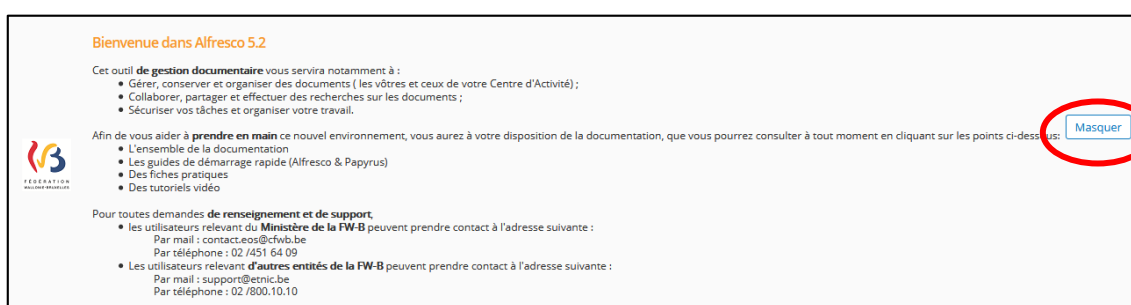 Bienvenue dans Alfresco 5.2
Cet outil de gestion documentaire vous servira notamment à :
• Gérer, conserver et organiser des documents ( les vôtres et ceux de votre Centre d'Activité) ;
• Collaborer, partager et effectuer des recherches sur les documents ;
• Sécuriser vos tâches et organiser votre travail.
Afin de vous aider à prendre en main ce nouvel environnement, vous aurez à votre disposition de la documentation, que vous pourrez consulter à tout moment en cliquant sur les points ci-dessous:
Masquer
• L'ensemble de la documentation
• Les guides de démarrage rapide (Alfresco & Papyrus)
• Des fiches pratiques
• Des tutoriels vidéo
FÉDÉRATION
WALLONIE-BRUXELLES
Pour toutes demandes de renseignement et de support,
• les utilisateurs relevant du Ministère de la FW-B peuvent prendre contact à l'adresse suivante :
Par mail : contact.eos@cfwb.be
Par téléphone : 02 /451 64 09
• Les utilisateurs relevant d'autres entités de la FW-B peuvent prendre contact à l'adresse suivante :
Par mail : support@etnic.be
Par téléphone : 02 /800.10.10